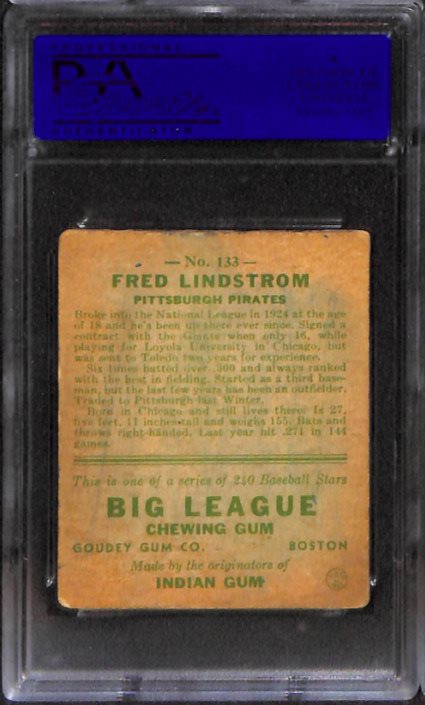 PROFESSIONAL
PSA
AUTHENTICATOR
— No. 133 —
FRED LINDSTROM
PITTSBURGH PIRATES
Broke into the National League in 1924 at the age
of 18 and he's been up there ever since. Signed a
contract with the Giants when only 16, while
playing for Loyola University in Chicago, but
was sent to Toledo two years for experience.
Six times batted over .300 and always ranked
with the best in fielding. Started as a third base-
man, but the last few years has been an outfielder.
Traded to Pittsburgh last Winter.
Born in Chicago and still lives there. Is 27,
five feet, 11 inches tall and weighs 155. Bats and
throws right-handed. Last year hit .271 in 144
games.
This is one of a series of 240 Baseball Stars
BIG LEAGUE
CHEWING GUM
GOUDEY GUM CO. BOSTON
Made by the originators of
INDIAN GUM